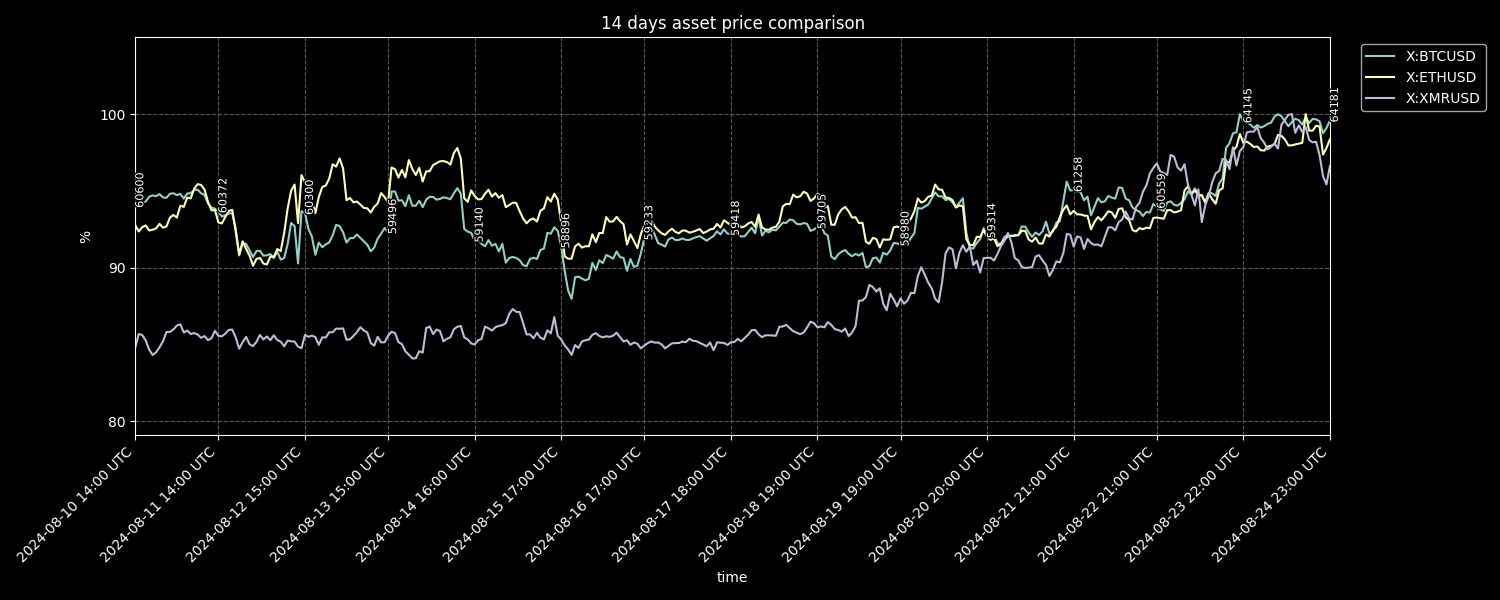 14 days asset price comparison
X:BTCUSD
X:ETHUSD
X:XMRUSD
%
100
90
80
60600
60372
60300
59496
59140
58896
59233
59418
59705
58980
59314
61258
60559
64145
64181
2024-08-10 14:00 UTC
2024-08-11 14:00 UTC
2024-08-12 15:00 UTC
2024-08-13 15:00 UTC
2024-08-14 16:00 UTC
2024-08-15 17:00 UTC
2024-08-16 17:00 UTC
2024-08-17 18:00 UTC
2024-08-18 19:00 UTC
2024-08-19 19:00 UTC
2024-08-20 20:00 UTC
2024-08-21 21:00 UTC
2024-08-22 21:00 UTC
2024-08-23 22:00 UTC
2024-08-24 23:00 UTC
time